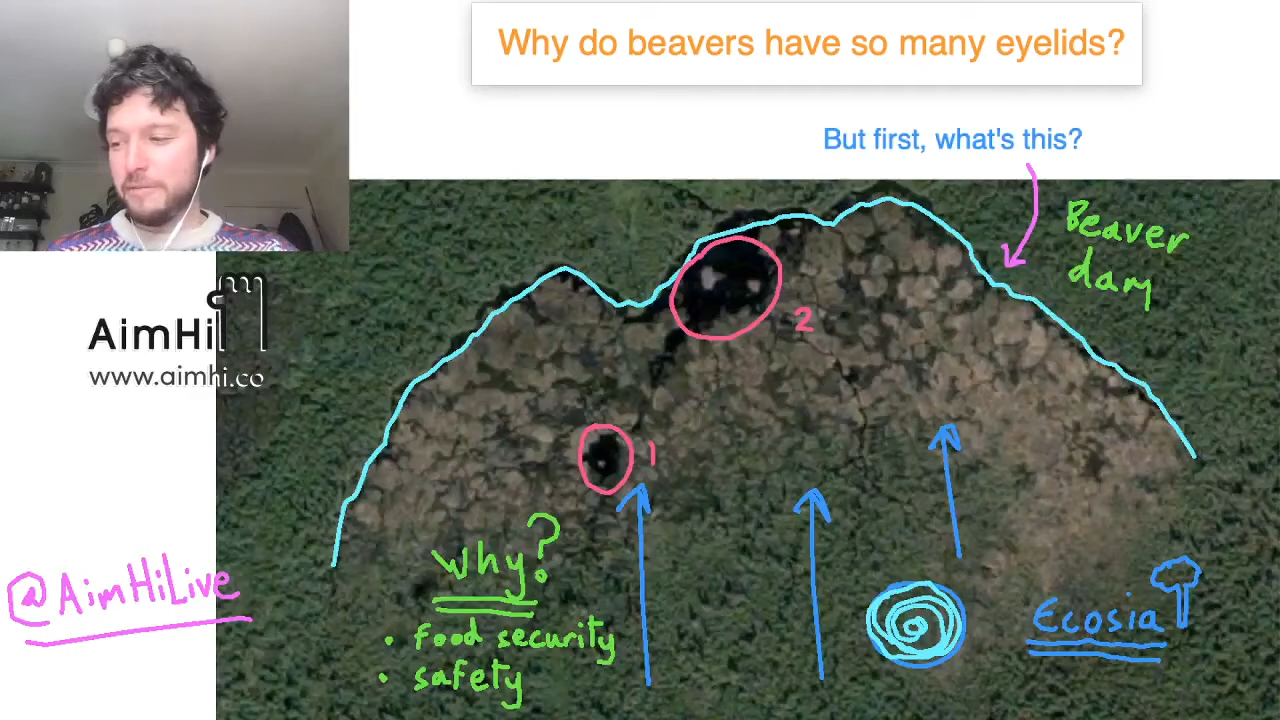 Why do beavers have so many eyelids?
But first, what's this?
Beaver
dam
2
1
AimHi
www.aimhi.co
Why?
• food security
• safety
@AimHiLive
Ecosia